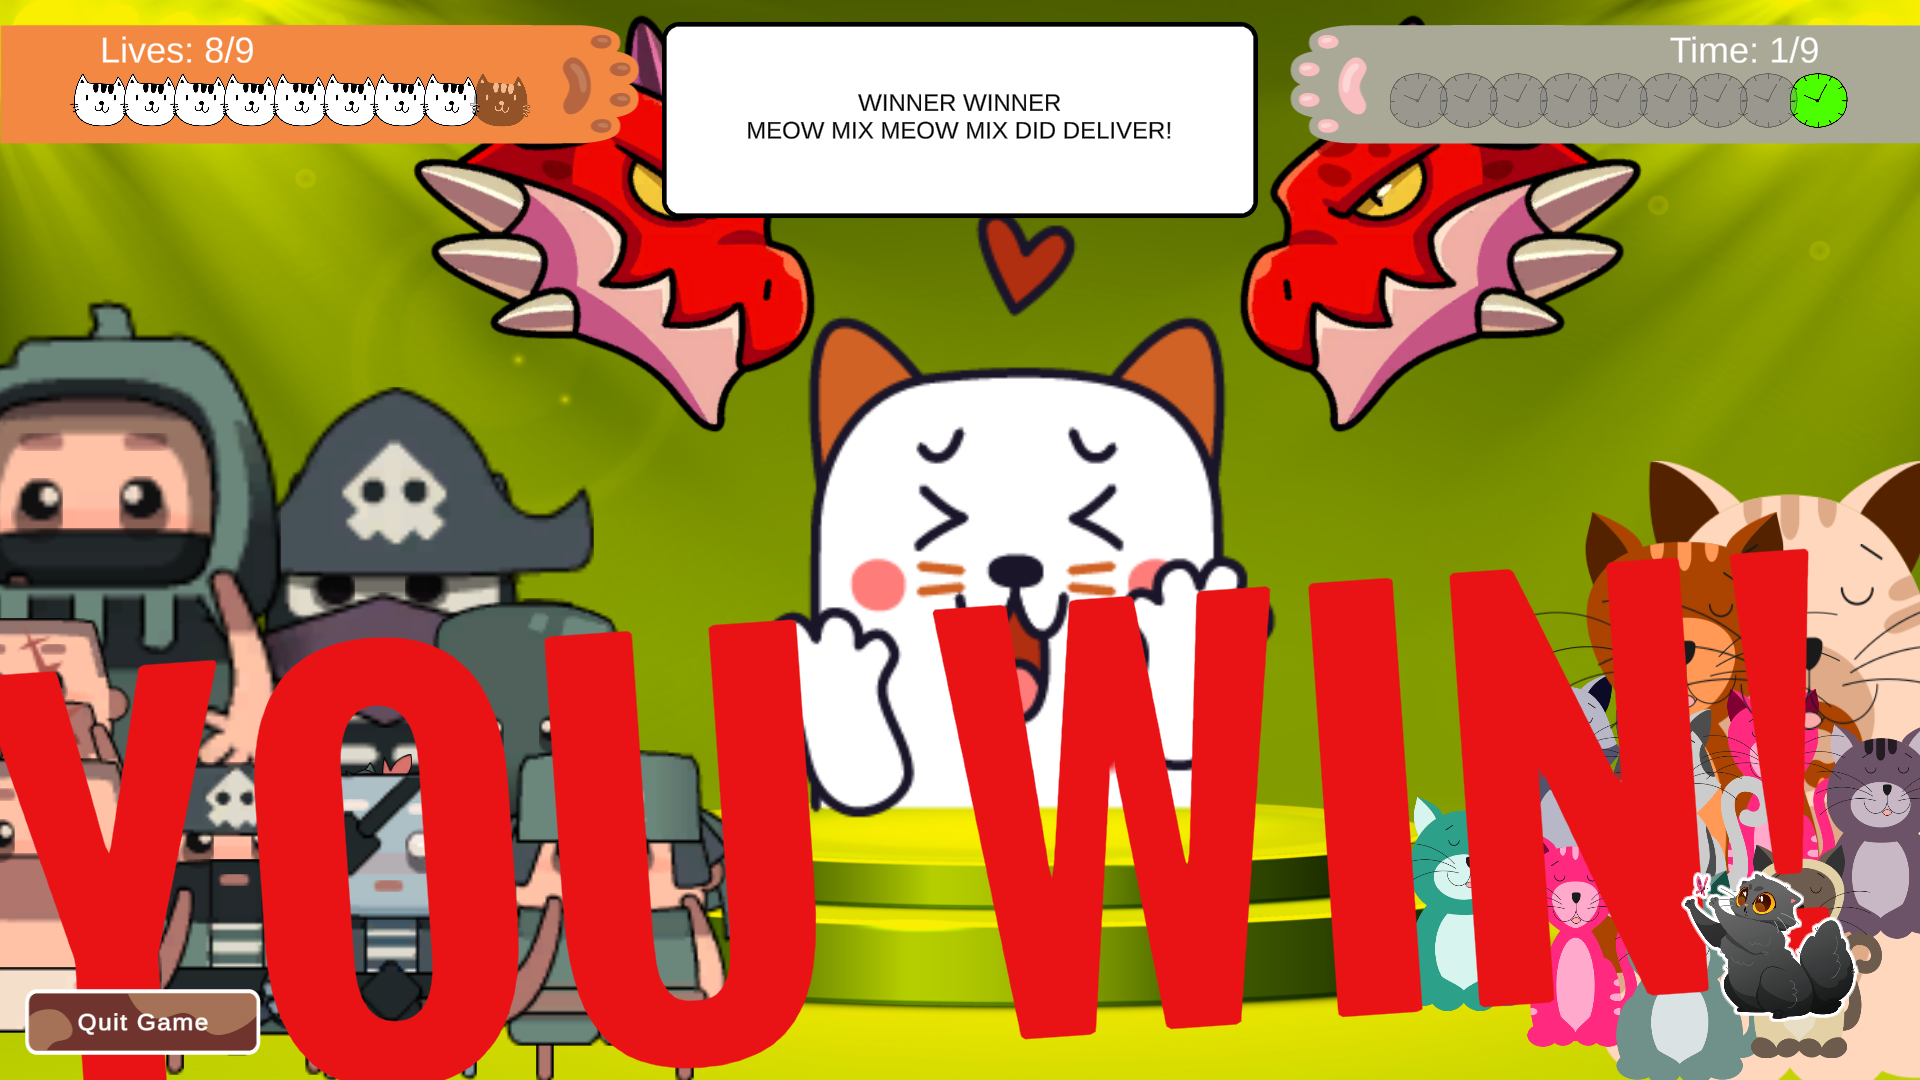 Lives: 8/9
WINNER WINNER
MEOW MIX MEOW MIX DID DELIVER!
Time: 1/9
YOU WIN!
Quit Game